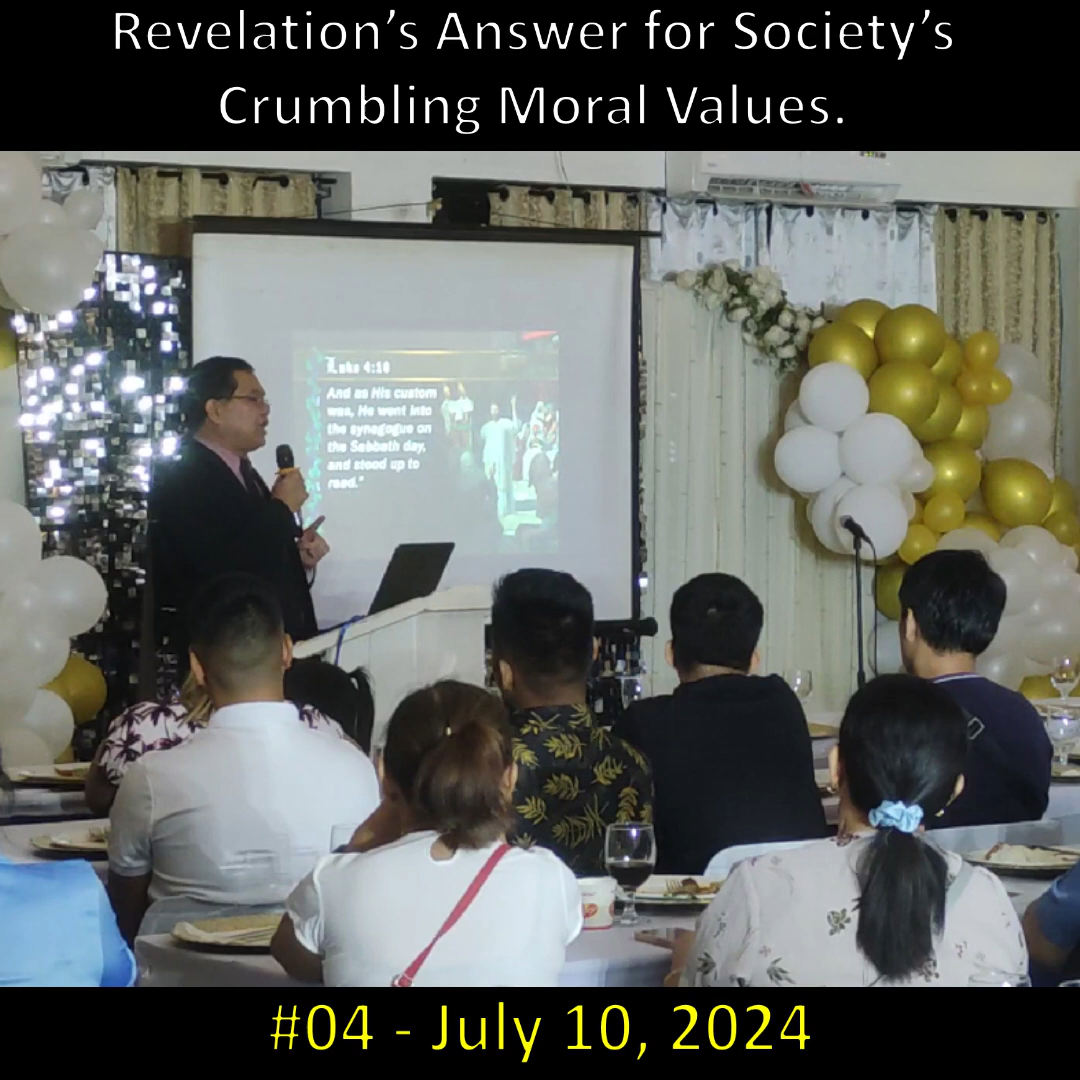 Revelation’s Answer for Society’s
Crumbling Moral Values.
Luke 4:16
And as His custom
was, He went into
the synagogue on
the Sabbath day,
and stood up to
read."
#04 - July 10, 2024